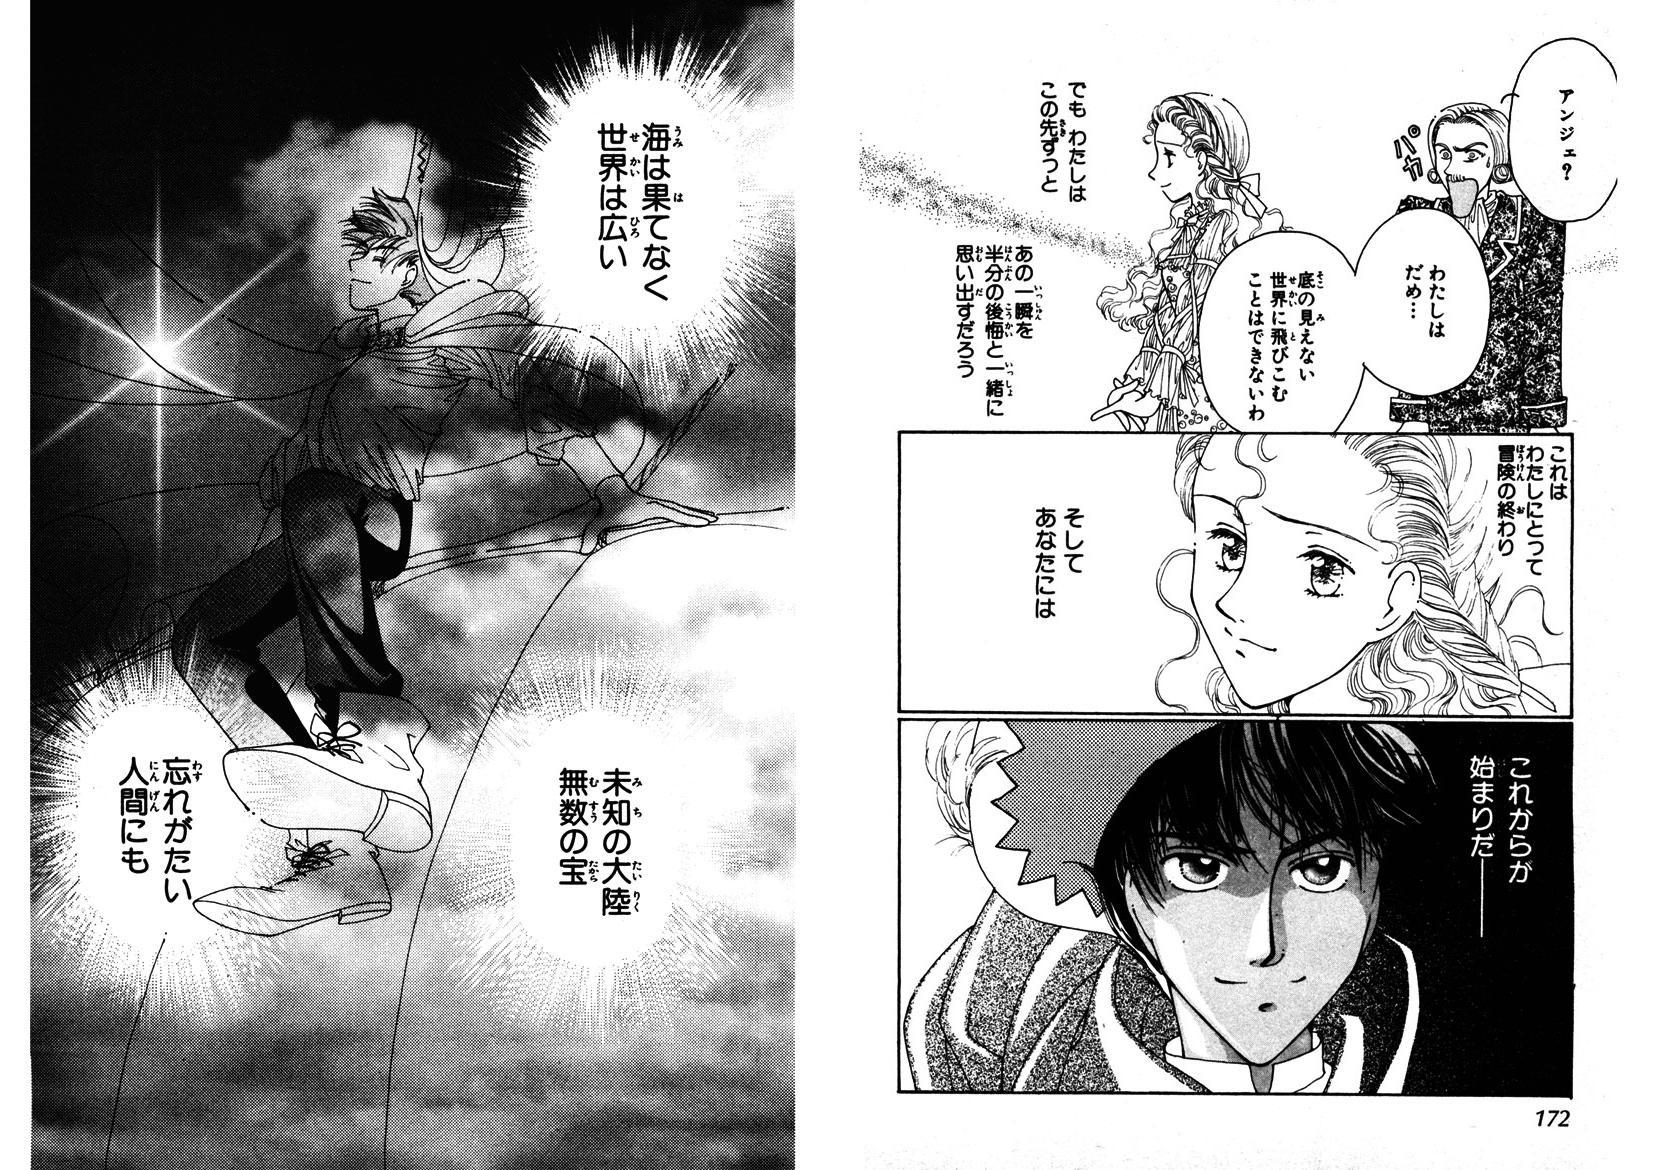 アンジェ?
パカ
わたしは
だめ…
底の見えない
世界に飛びこむ
ことはできないわ
でも わたしは
この先ずっと
あの一瞬を
半分の後悔と一緒に
思い出すだろう
これは
わたしにとって
冒険の終わり
そして
あなたには
これからが
始まりだ――
172
海は果てなく
世界は広い
未知の大陸
無数の宝
忘れがたい
人間にも